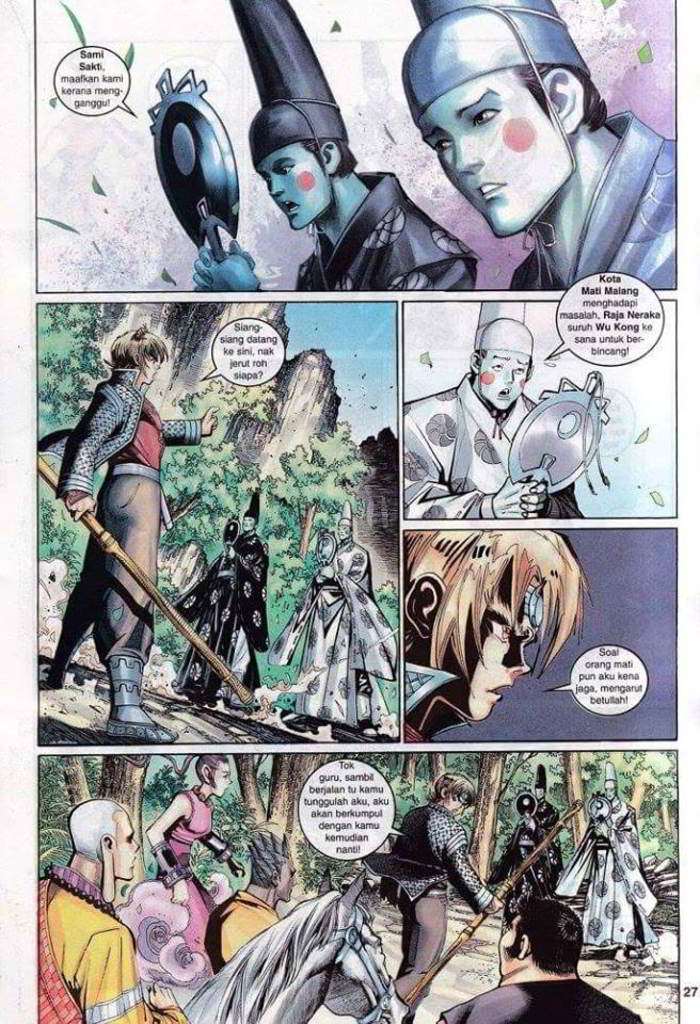 Sami
Sakti,
maafkan kami
kerana meng-
ganggu!
Siang-
siang datang
ke sini, nak
jerut roh
siapa?
Kota
Mati Malang
menghadapi
masalah, Raja Neraka
suruh Wu Kong ke
sana untuk ber-
bincang!
Soal
orang mati
pun aku kena
jaga, mengarut
betullah!
Tok
guru, sambil
berjalan tu
tunggulah aku, aku
akan berkumpul
dengan kamu
kemudian
nanti!
27